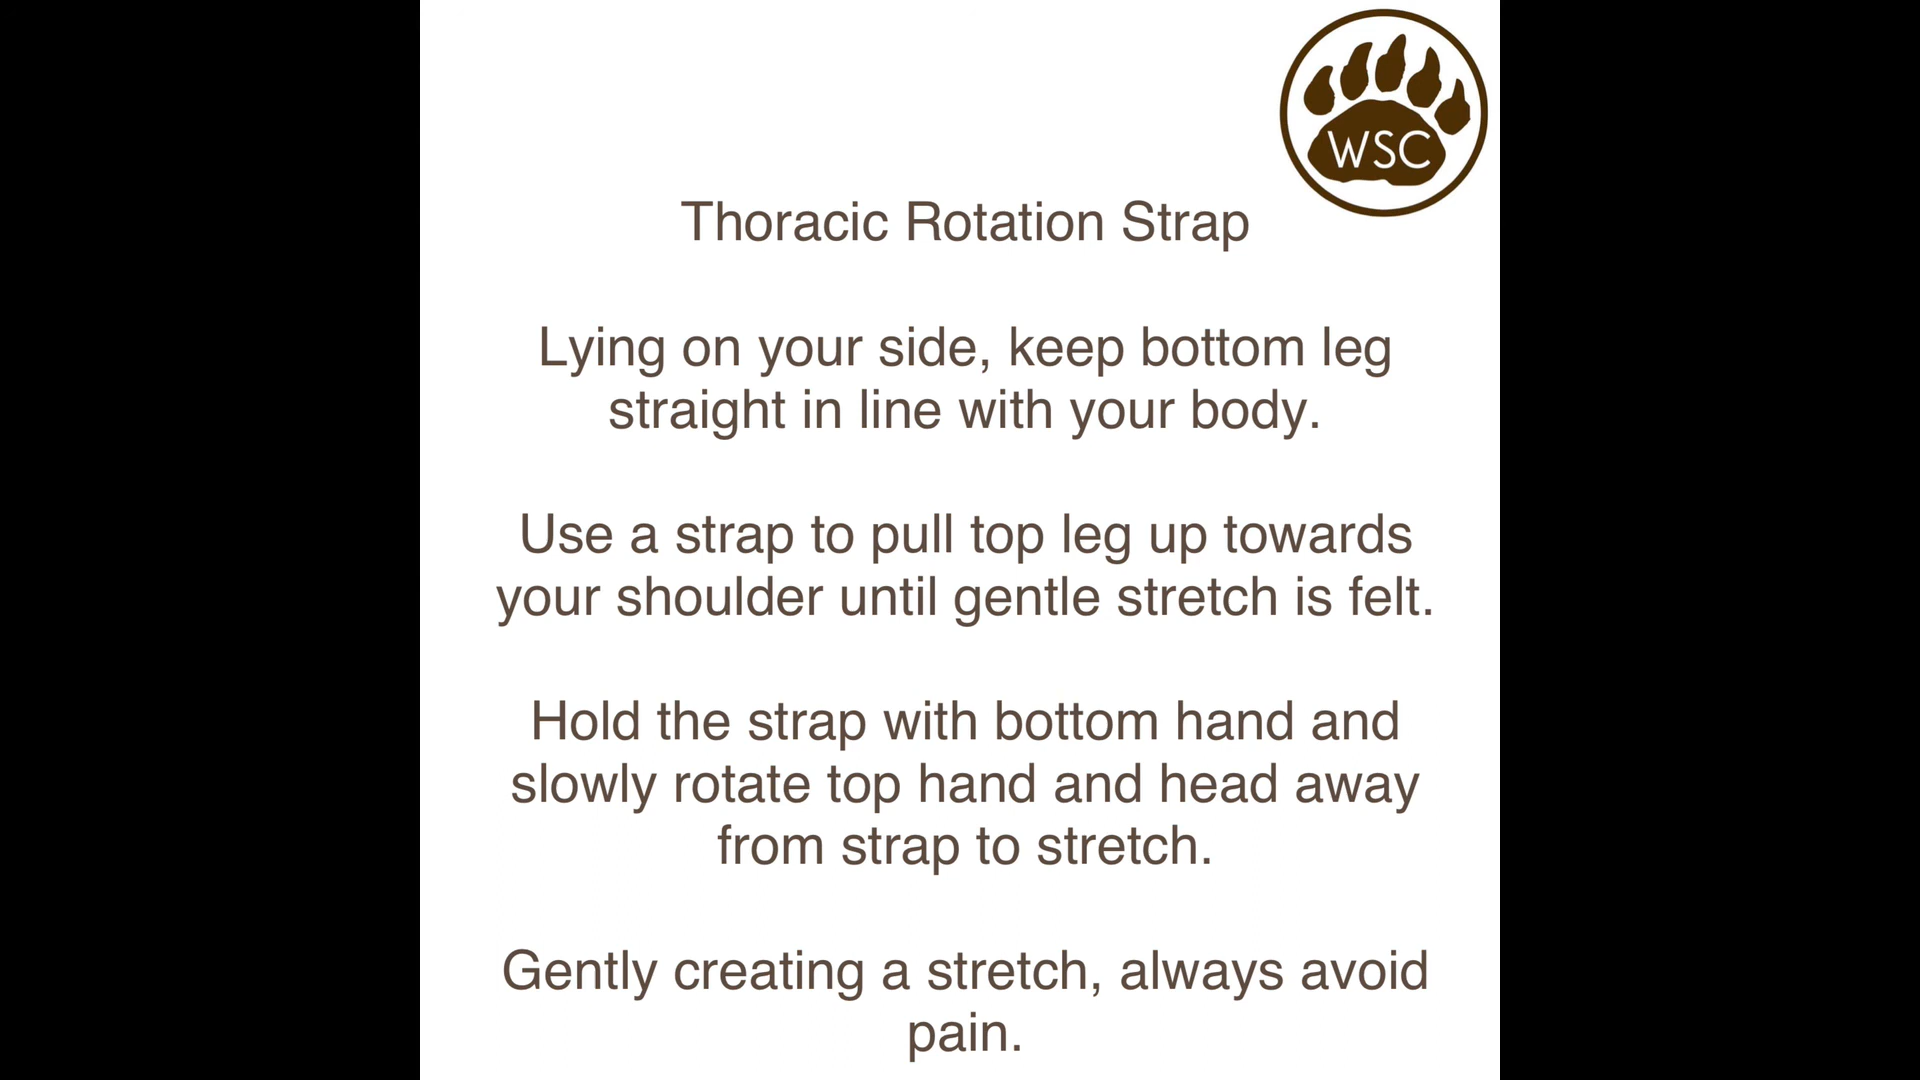 WSC
Thoracic Rotation Strap
Lying on your side, keep bottom leg
straight in line with your body.
Use a strap to pull top leg up towards
your shoulder until gentle stretch is felt.
Hold the strap with bottom hand and
slowly rotate top hand and head away
from strap to stretch.
Gently creating a stretch, always avoid
pain.